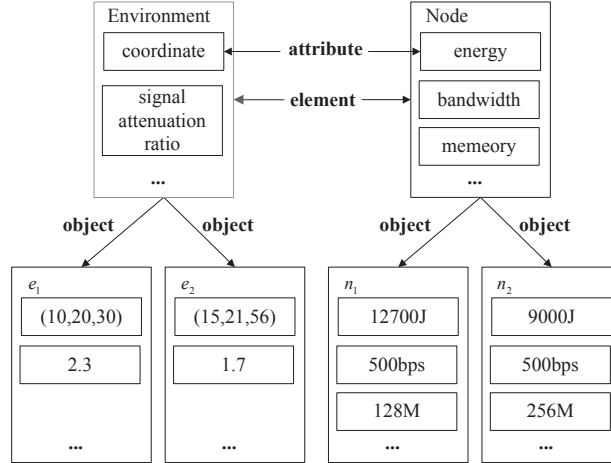 Environment
Node
coordinate
attribute
energy
signal
attenuation
ratio
element
bandwidth
memeory
...
...
object
object
object
object
e1
e2
n1
n2
(10,20,30)
(15,21,56)
12700J
9000J
2.3
1.7
500bps
500bps
128M
256M
...
...
...
...